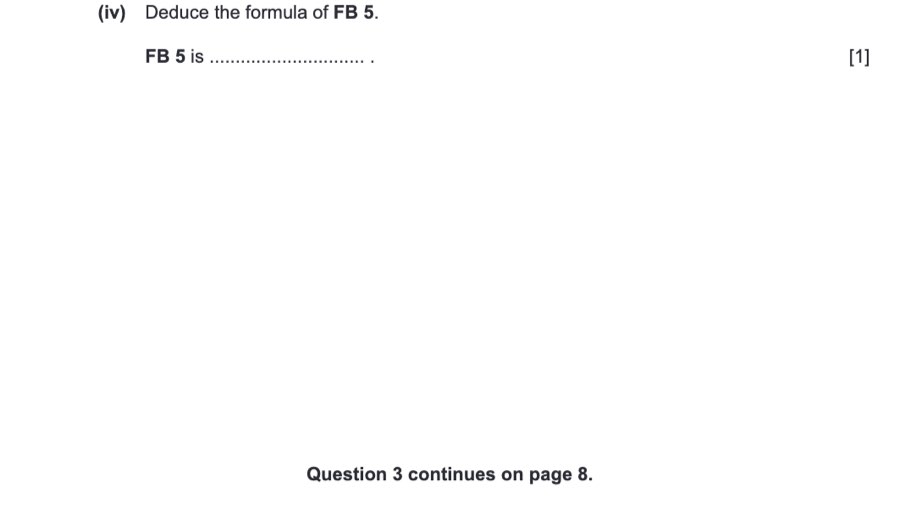 (iv) Deduce the formula of FB 5.
FB 5 is .............................. . [1]
Question 3 continues on page 8.